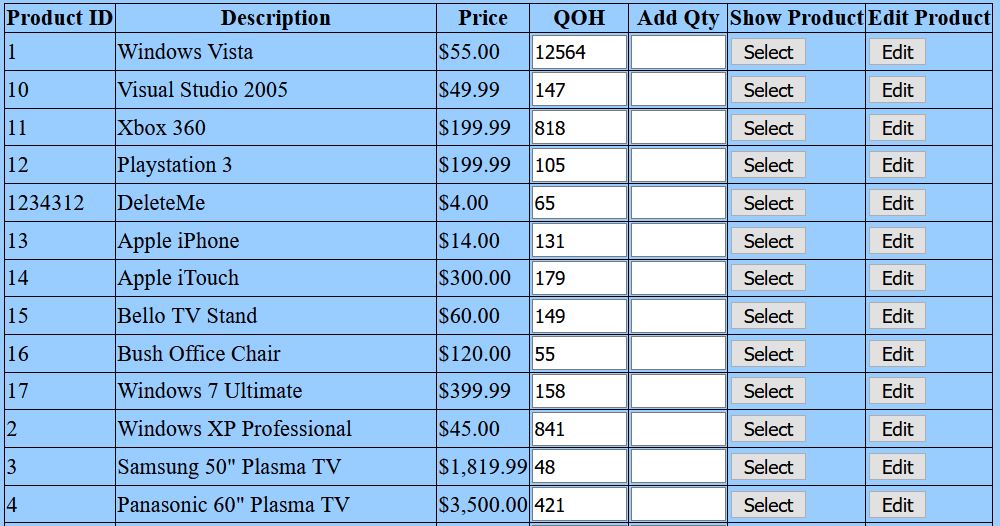 Product ID Description Price QOH Add Qty Show Product Edit Product
1 Windows Vista $55.00 12564 Select Edit
10 Visual Studio 2005 $49.99 147 Select Edit
11 Xbox 360 $199.99 818 Select Edit
12 Playstation 3 $199.99 105 Select Edit
1234312 DeleteMe $4.00 65 Select Edit
13 Apple iPhone $14.00 131 Select Edit
14 Apple iTouch $300.00 179 Select Edit
15 Bello TV Stand $60.00 149 Select Edit
16 Bush Office Chair $120.00 55 Select Edit
17 Windows 7 Ultimate $399.99 158 Select Edit
2 Windows XP Professional $45.00 841 Select Edit
3 Samsung 50" Plasma TV $1,819.99 48 Select Edit
4 Panasonic 60" Plasma TV $3,500.00 421 Select Edit